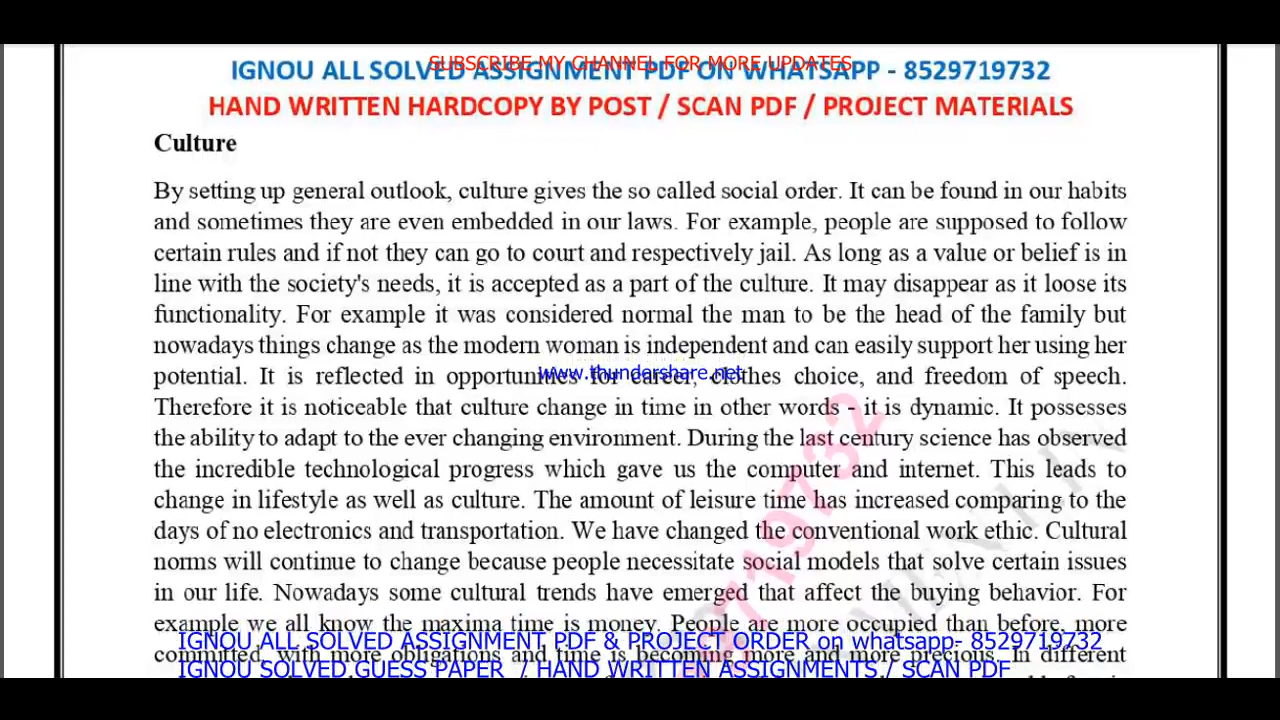 SUBSCRIBE MY CHANNEL FOR MORE UPDATES
IGNOU ALL SOLVED ASSIGNMENT PDF ON WHATSAPP - 8529719732
HAND WRITTEN HARDCOPY BY POST / SCAN PDF / PROJECT MATERIALS
Culture
By setting up general outlook, culture gives the so called social order. It can be found in our habits
and sometimes they are even embedded in our laws. For example, people are supposed to follow
certain rules and if not they can go to court and respectively jail. As long as a value or belief is in
line with the society's needs, it is accepted as a part of the culture. It may disappear as it loose its
functionality. For example it was considered normal the man to be the head of the family but
nowadays things change as the modern woman is independent and can easily support her using her
www.thundershare.net
potential. It is reflected in opportunities for career, clothes choice, and freedom of speech.
Therefore it is noticeable that culture change in time in other words - it is dynamic. It possesses
the ability to adapt to the ever changing environment. During the last century science has observed
the incredible technological progress which gave us the computer and internet. This leads to
change in lifestyle as well as culture. The amount of leisure time has increased comparing to the
days of no electronics and transportation. We have changed the conventional work ethic. Cultural
norms will continue to change because people necessitate social models that solve certain issues
in our life. Nowadays some cultural trends have emerged that affect the buying behavior. For
example we all know the maxima time is money. People are more occupied than before, more
IGNOU ALL SOLVED ASSIGNMENT PDF & PROJECT ORDER on whatsapp- 8529719732
committed, with more obligations and time is becoming more and more precious. In different
IGNOU SOLVED GUESS PAPER / HAND WRITTEN ASSIGNMENTS / SCAN PDF